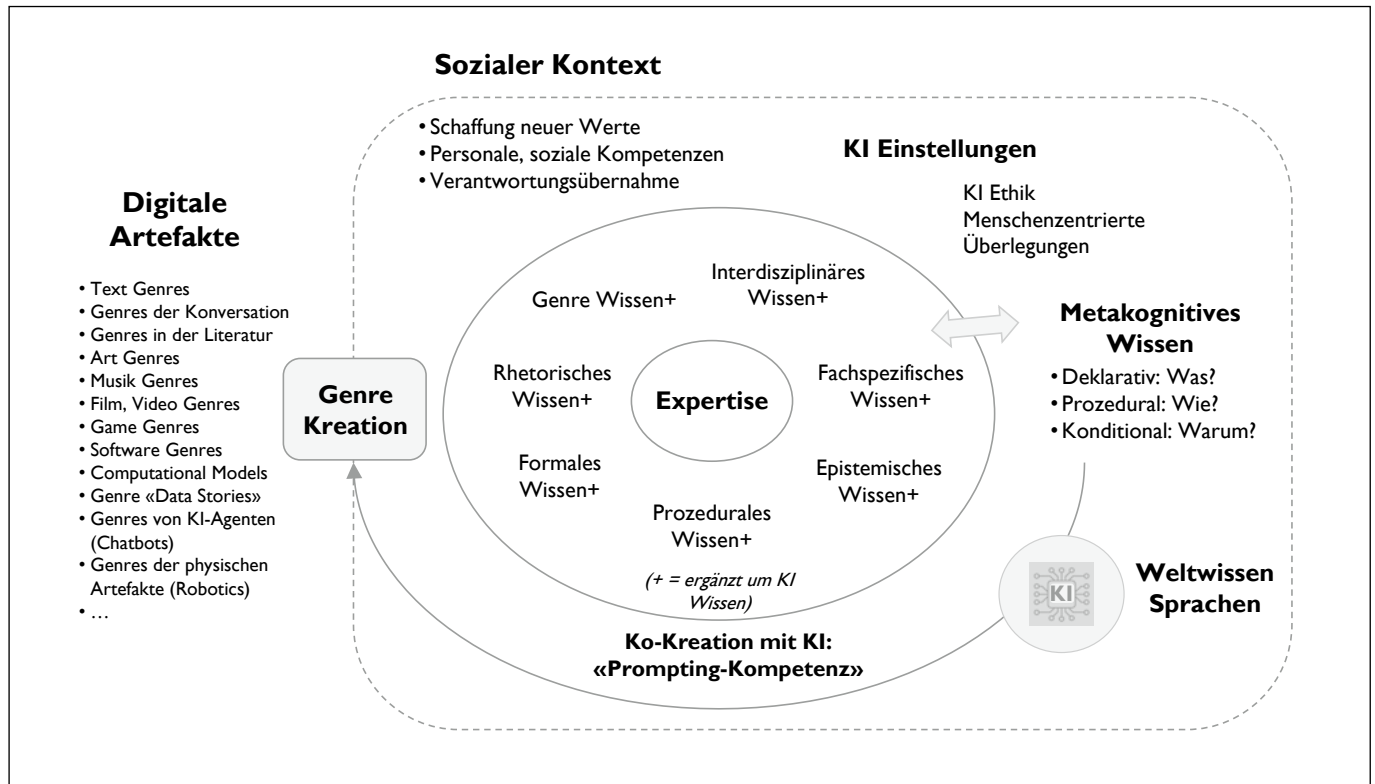 Sozialer Kontext
• Schaffung neuer Werte
• Personale, soziale Kompetenzen
• Verantwortungsübernahme
KI Einstellungen
KI Ethik
Menschenzentrierte
Überlegungen
Digitale
Artefakte
• Text Genres
• Genres der Konversation
• Genres in der Literatur
• Art Genres
• Musik Genres
• Film, Video Genres
• Game Genres
• Software Genres
• Computational Models
• Genre «Data Stories»
• Genres von KI-Agenten
(Chatbots)
• Genres der physischen
Artefakte (Robotics)
• …
Genre
Kreation
Genre Wissen+
Interdisziplinäres
Wissen+
Rhetorisches
Wissen+
Expertise
Fachspezifisches
Wissen+
Formales
Wissen+
Epistemisches
Wissen+
Prozedurales
Wissen+
(+ = ergänzt um KI
Wissen)
Ko-Kreation mit KI:
«Prompting-Kompetenz»
Metakognitives
Wissen
• Deklarativ: Was?
• Prozedural: Wie?
• Konditional: Warum?
KI
Weltwissen
Sprachen